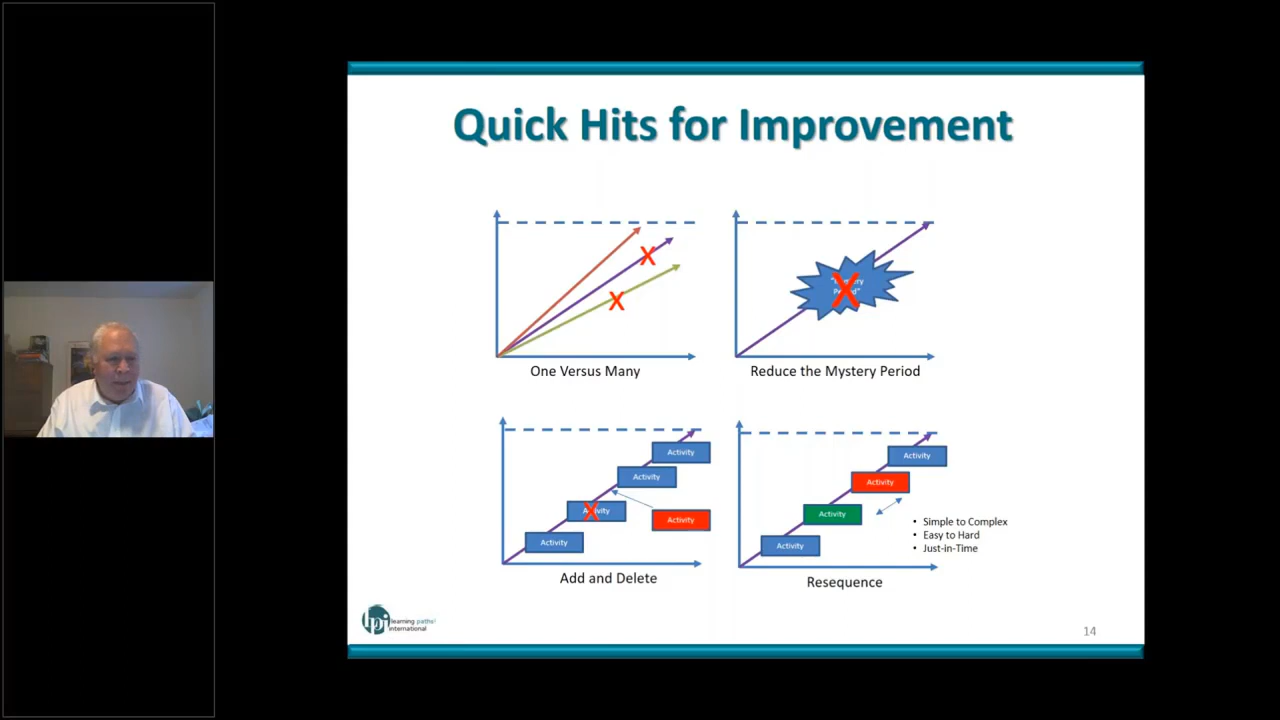 Quick Hits for Improvement
X
X
X
One Versus Many
Reduce the Mystery Period
Activity
Activity
Activity
Activity
Add and Delete
Activity
Activity
Activity
Activity
• Simple to Complex
• Easy to Hard
• Just-in-Time
Resequence
lpi learning paths
international
14